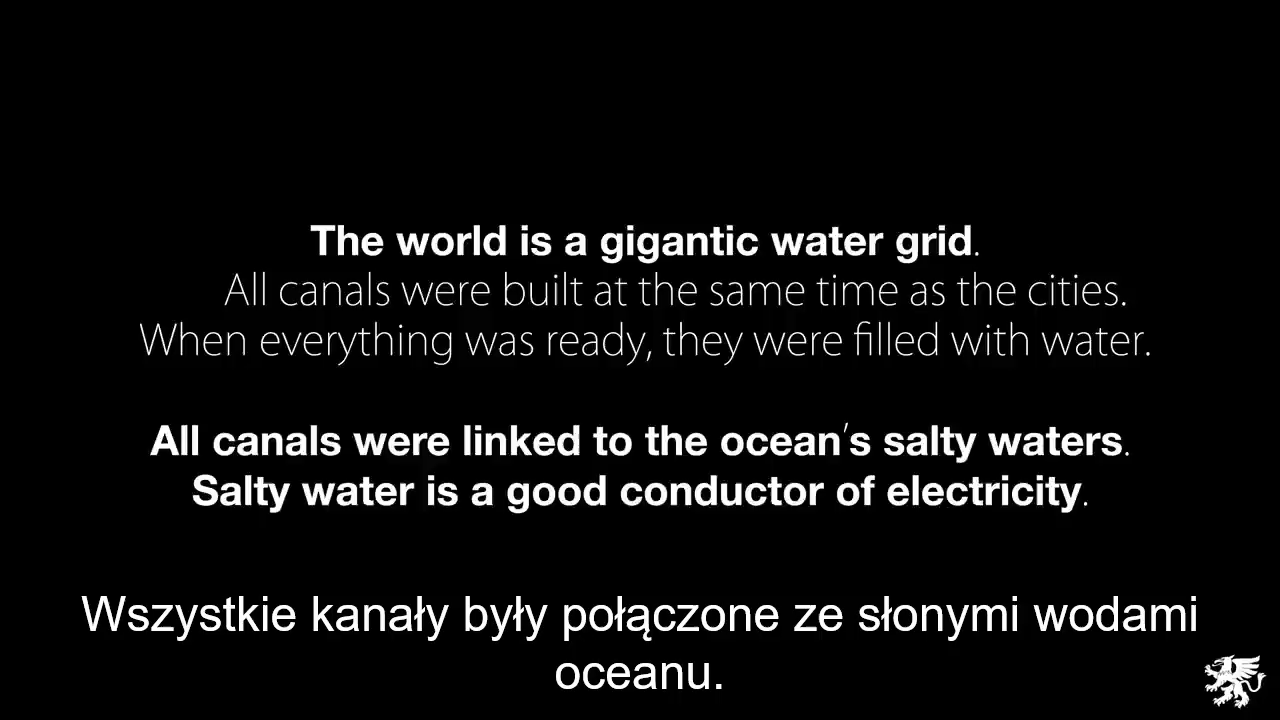 The world is a gigantic water grid.
All canals were built at the same time as the cities.
When everything was ready, they were filled with water.
All canals were linked to the ocean's salty waters.
Salty water is a good conductor of electricity.
Wszystkie kanały były połączone ze słonymi wodami
oceanu.